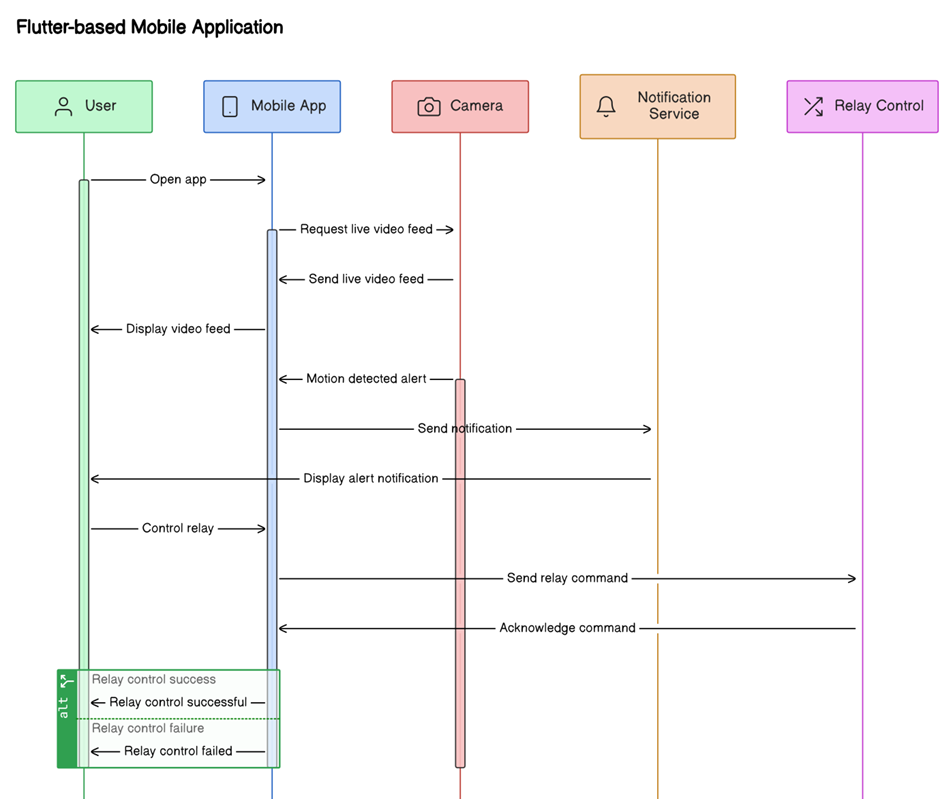 Flutter-based Mobile Application
User
Mobile App
Camera
Notification
Service
Relay Control
Open app
Request live video feed
Send live video feed
Display video feed
Motion detected alert
Send notification
Display alert notification
Control relay
Send relay command
Acknowledge command
alt
Relay control success
Relay control successful
Relay control failure
Relay control failed